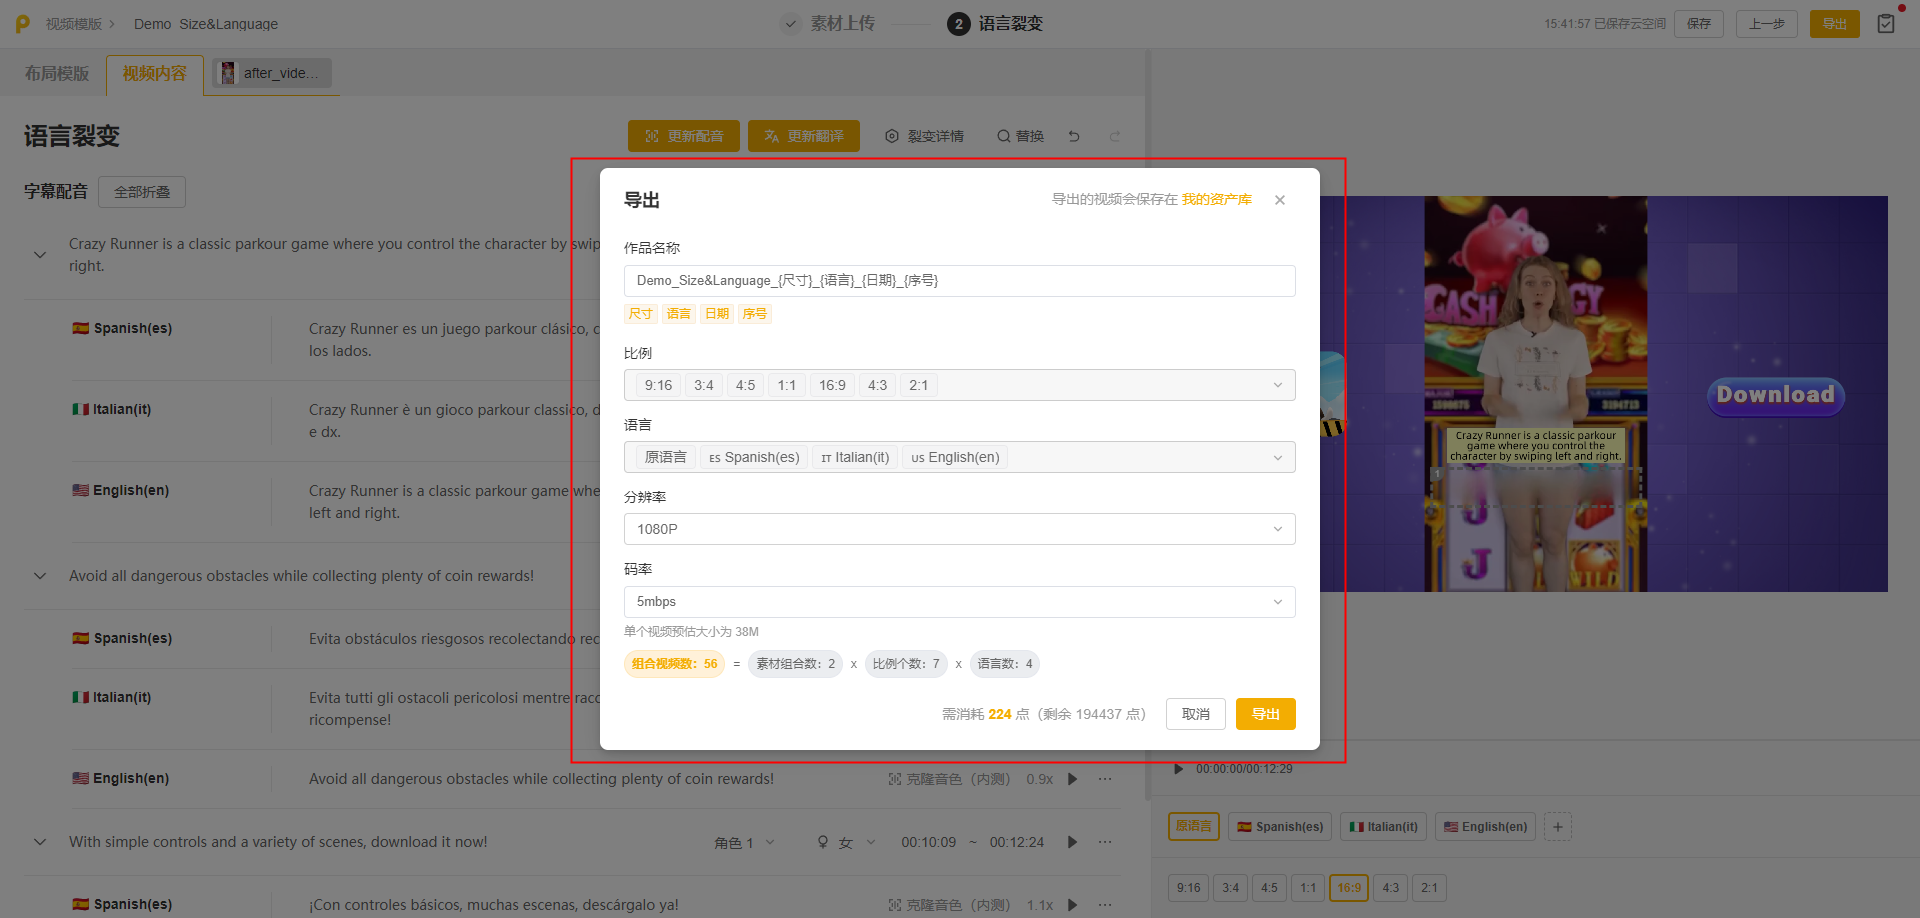 视频模版 > Demo_Size&Language
素材上传
2 语言裂变
15:41:57 已保存云空间
保存
上一步
导出
布局模版
视频内容
after_vide...
语言裂变
更新配音
更新翻译
裂变详情
替换
字幕配音
全部折叠
Crazy Runner is a classic parkour game where you control the character by swip
right.
Spanish(es)
Crazy Runner es un juego parkour clásico, c
los lados.
Italian(it)
Crazy Runner è un gioco parkour classico, d
e dx.
English(en)
Crazy Runner is a classic parkour game whe
left and right.
Avoid all dangerous obstacles while collecting plenty of coin rewards!
Spanish(es)
Evita obstáculos riesgosos recolectando rec
Italian(it)
Evita tutti gli ostacoli pericolosi mentre racc
ricompense!
English(en)
Avoid all dangerous obstacles while collecting plenty of coin rewards!
克隆音色（内测）
0.9x
With simple controls and a variety of scenes, download it now!
角色 1
女
00:10:09 ~ 00:12:24
Spanish(es)
¡Con controles básicos, muchas escenas, descárgalo ya!
克隆音色（内测）
1.1x
导出
导出的视频会保存在 我的资产库
作品名称
Demo_Size&Language_{尺寸}_{语言}_{日期}_{序号}
尺寸 语言 日期 序号
比例
9:16 3:4 4:5 1:1 16:9 4:3 2:1
语言
原语言 ES Spanish(es) IT Italian(it) US English(en)
分辨率
1080P
码率
5mbps
单个视频预估大小为 38M
组合视频数：56 = 素材组合数：2 x 比例个数：7 x 语言数：4
需消耗 224 点（剩余 194437 点）
取消
导出
CASH
Download
1598675
3194713
Crazy Runner is a classic parkour
game where you control the
character by swiping left and right.
1
J
J
WILD
00:00:00/00:12:29
原语言 Spanish(es) Italian(it) English(en) +
9:16 3:4 4:5 1:1 16:9 4:3 2:1